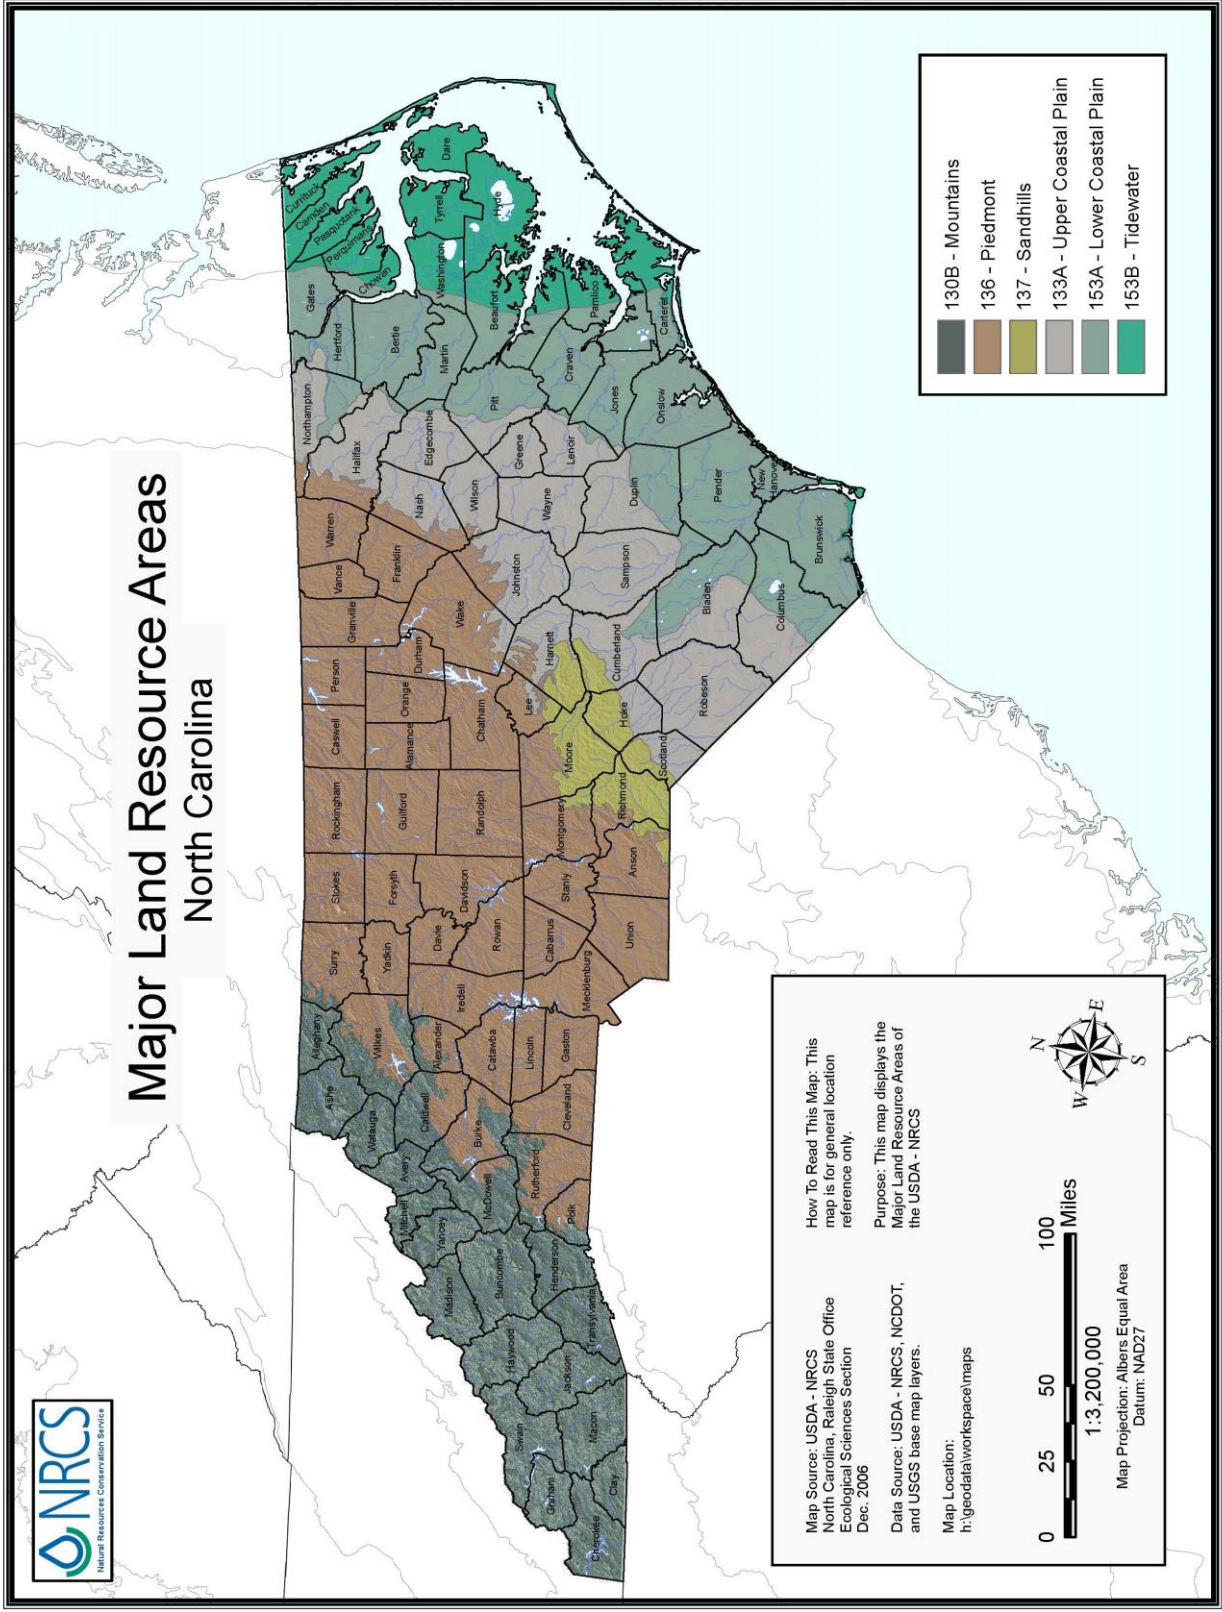 NRCS
Natural Resources Conservation Service
Major Land Resource Areas
North Carolina
Cherokee
Graham
Clay
Swain
Macon
Jackson
Haywood
Transylvania
Madison
Buncombe
Henderson
Yancey
Mitchell
McDowell
Polk
Rutherford
Avery
Burke
Cleveland
Watauga
Caldwell
Ashe
Alleghany
Wilkes
Alexander
Catawba
Lincoln
Gaston
Surry
Yadkin
Iredell
Davie
Rowan
Cabarrus
Mecklenburg
Union
Stokes
Forsyth
Davidson
Stanly
Anson
Rockingham
Guilford
Randolph
Montgomery
Richmond
Caswell
Alamance
Chatham
Moore
Scotland
Person
Orange
Durham
Lee
Hoke
Granville
Wake
Harnett
Cumberland
Robeson
Vance
Warren
Franklin
Johnston
Sampson
Bladen
Columbus
Brunswick
Northampton
Halifax
Nash
Wilson
Wayne
Duplin
Pender
New
Hanover
Edgecombe
Greene
Lenoir
Pitt
Jones
Onslow
Gates
Hertford
Bertie
Martin
Beaufort
Craven
Pamlico
Carteret
Currituck
Camden
Pasquotank
Perquimans
Chowan
Washington
Tyrrell
Dare
Hyde
Map Source: USDA - NRCS
North Carolina, Raleigh State Office
Ecological Sciences Section
Dec. 2006
Data Source: USDA - NRCS, NCDOT,
and USGS base map layers.
Map Location:
h:\geodata\workspace\maps
How To Read This Map: This
map is for general location
reference only.
Purpose: This map displays the
Major Land Resource Areas of
the USDA - NRCS
0 25 50 100
Miles
1:3,200,000
Map Projection: Albers Equal Area
Datum: NAD27
N
W E
S
130B - Mountains
136 - Piedmont
137 - Sandhills
133A - Upper Coastal Plain
153A - Lower Coastal Plain
153B - Tidewater